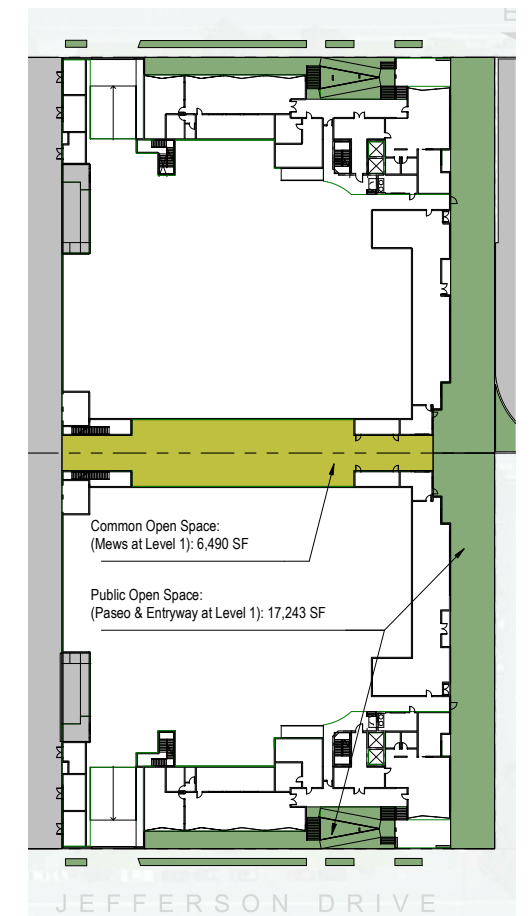 Common Open Space:
(Mews at Level 1): 6,490 SF
Public Open Space:
(Paseo & Entryway at Level 1): 17,243 SF
JEFFERSON DRIVE